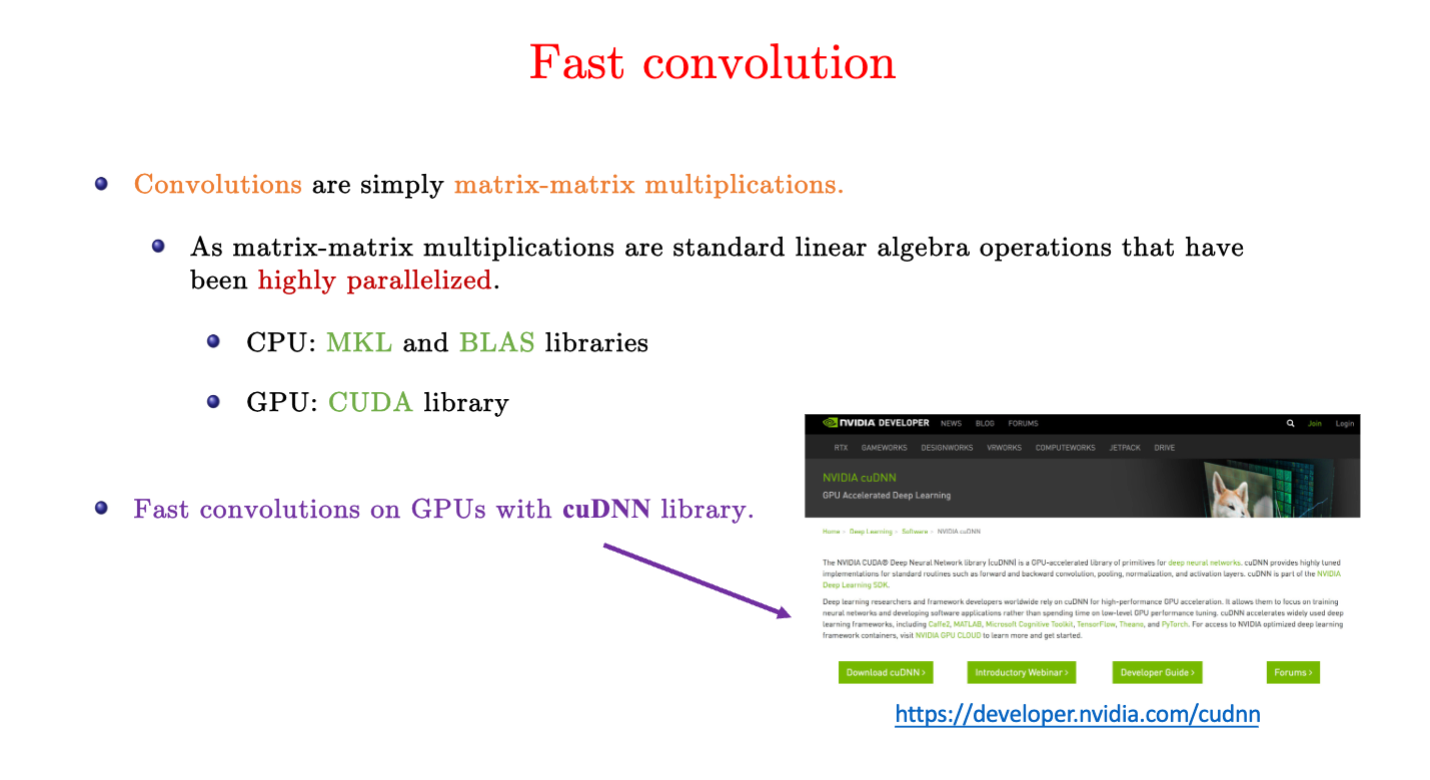 Fast convolution
Convolutions are simply matrix-matrix multiplications.
As matrix-matrix multiplications are standard linear algebra operations that have
been highly parallelized.
CPU: MKL and BLAS libraries
GPU: CUDA library
Fast convolutions on GPUs with cuDNN library.
NVIDIA DEVELOPER NEWS BLOG FORUMS Join Login
RTX GAMEWORKS DESIGNWORKS VRWORKS COMPUTEWORKS JETPACK DRIVE
NVIDIA cuDNN
GPU Accelerated Deep Learning
Home > Deep Learning > Software > NVIDIA cuDNN
The NVIDIA CUDA® Deep Neural Network library (cuDNN) is a GPU-accelerated library of primitives for deep neural networks. cuDNN provides highly tuned
implementations for standard routines such as forward and backward convolution, pooling, normalization, and activation layers. cuDNN is part of the NVIDIA
Deep Learning SDK.
Deep learning researchers and framework developers worldwide rely on cuDNN for high-performance GPU acceleration. It allows them to focus on training
neural networks and developing software applications rather than spending time on low-level GPU performance tuning. cuDNN accelerates widely used deep
learning frameworks, including Caffe2, MATLAB, Microsoft Cognitive Toolkit, TensorFlow, Theano, and PyTorch. For access to NVIDIA optimized deep learning
framework containers, visit NVIDIA GPU CLOUD to learn more and get started.
Download cuDNN > Introductory Webinar > Developer Guide > Forums >
https://developer.nvidia.com/cudnn